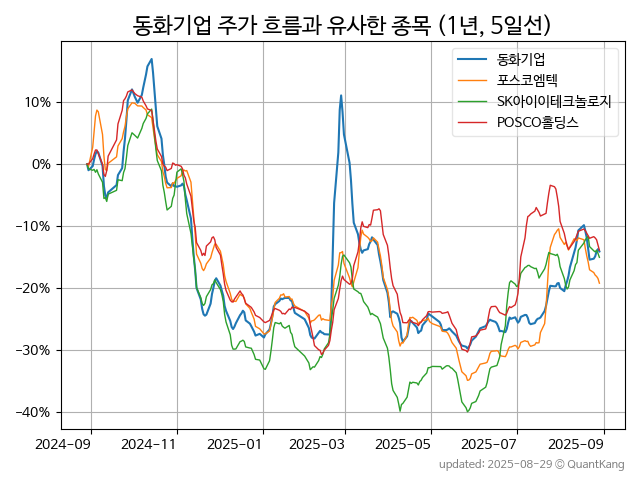 동화기업 주가 흐름과 유사한 종목 (1년, 5일선)
동화기업
포스코엠텍
SK아이이테크놀로지
POSCO홀딩스
10%
0%
−10%
−20%
−30%
−40%
2024-09 2024-11 2025-01 2025-03 2025-05 2025-07 2025-09
updated: 2025-08-29 © QuantKang